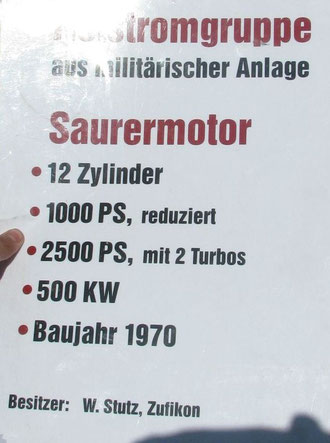 aus militärischer Anlage
Saurermotor
• 12 Zylinder
• 1000 PS, reduziert
• 2500 PS, mit 2 Turbos
• 500 KW
• Baujahr 1970
Besitzer: W. Stutz, Zufikon